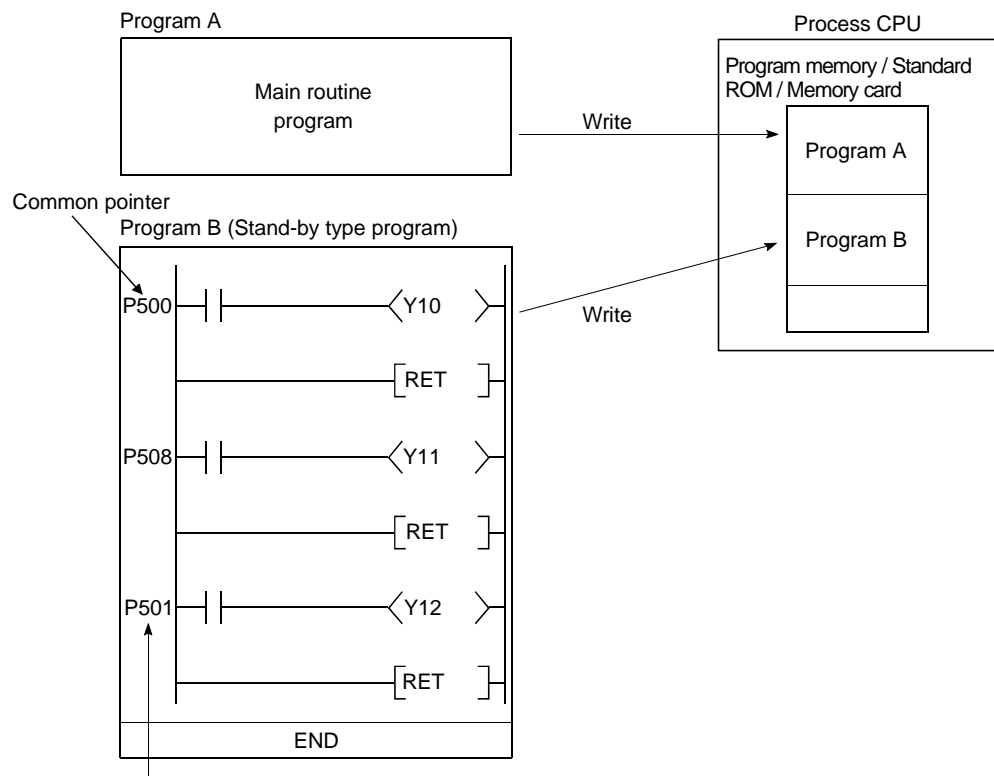 Program A
Process CPU
Main routine
program
Program memory / Standard
ROM / Memory card
Write
Program A
Common pointer
Program B (Stand-by type program)
Program B
P500
Y10
Write
RET
P508
Y11
RET
P501
Y12
RET
END